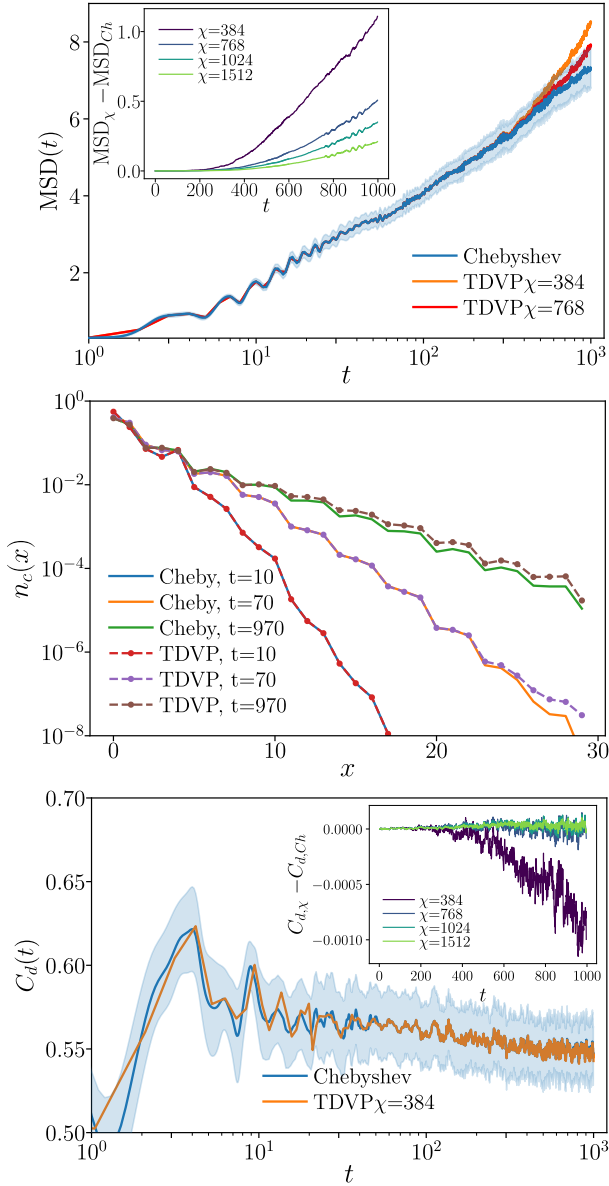 MSD(t)
8
6
4
2
10^0
10^1
10^2
10^3
t
Chebyshev
TDVPχ=384
TDVPχ=768
MSD_χ − MSD_Ch
1.0
0.5
0.0
0 200 400 600 800 1000
t
χ=384
χ=768
χ=1024
χ=1512
n_c(x)
10^0
10^−2
10^−4
10^−6
10^−8
0 10 20 30
x
Cheby, t=10
Cheby, t=70
Cheby, t=970
TDVP, t=10
TDVP, t=70
TDVP, t=970
C_d(t)
0.70
0.65
0.60
0.55
0.50
10^0
10^1
10^2
10^3
t
Chebyshev
TDVPχ=384
C_{d,χ} − C_{d,Ch}
0.0000
−0.0005
−0.0010
0 200 400 600 800 1000
t
χ=384
χ=768
χ=1024
χ=1512